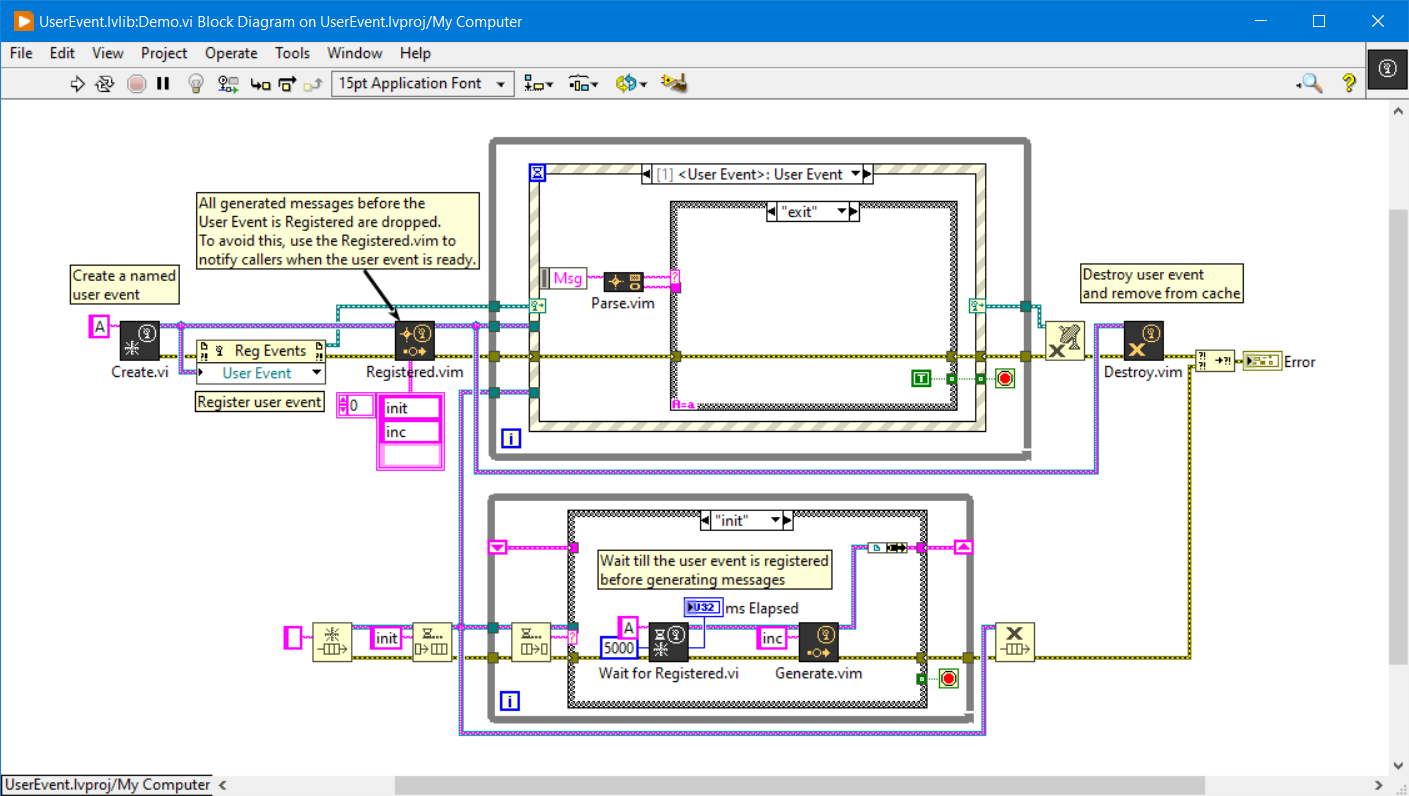 UserEvent.lvlib:Demo.vi Block Diagram on UserEvent.lvproj/My Computer
File Edit View Project Operate Tools Window Help
15pt Application Font
[1] <User Event>: User Event
All generated messages before the
User Event is Registered are dropped.
To avoid this, use the Registered.vim to
notify callers when the user event is ready.
"exit"
Create a named
user event
Msg
Parse.vim
Destroy user event
and remove from cache
A
Create.vi
Reg Events
User Event
Registered.vim
Register user event
0
init
inc
T
A=a
i
Destroy.vim
Error
"init"
Wait till the user event is registered
before generating messages
U32
ms Elapsed
init
A
5000
inc
Wait for Registered.vi
Generate.vim
i
UserEvent.lvproj/My Computer